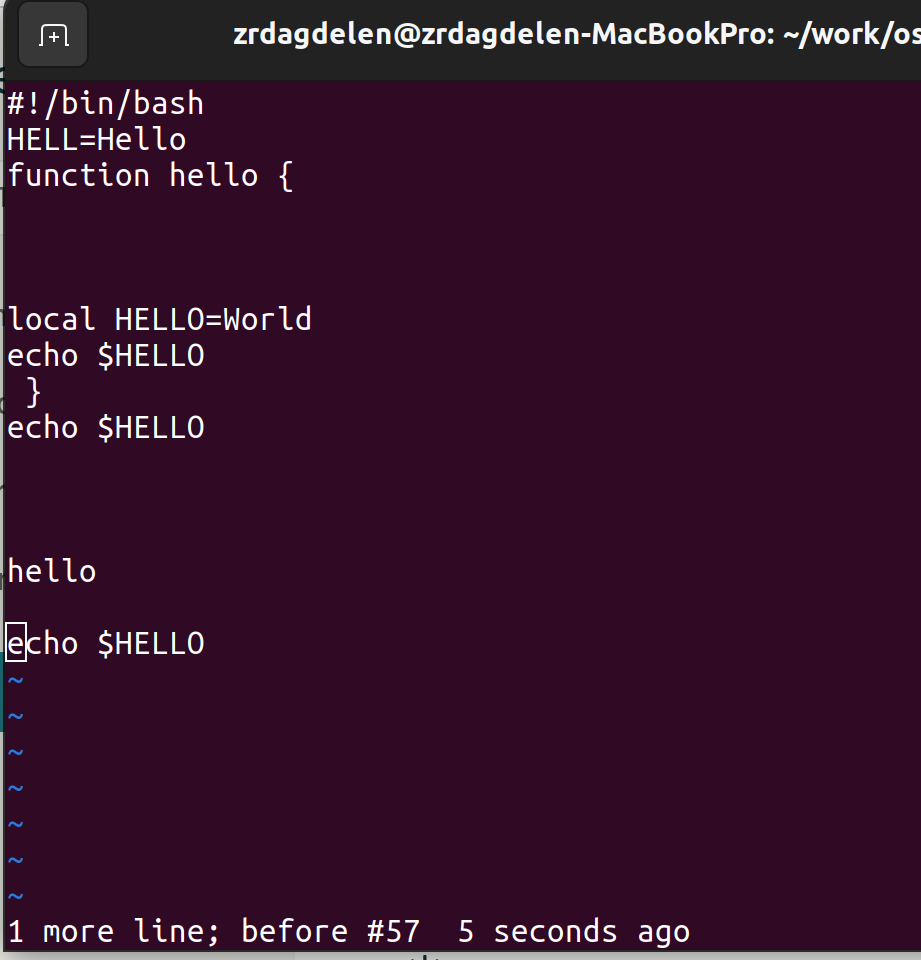 zrdagdelen@zrdagdelen-MacBookPro: ~/work/os
#!/bin/bash
HELL=Hello
function hello {
local HELLO=World
echo $HELLO
}
echo $HELLO
hello
echo $HELLO
~
~
~
~
~
~
~
1 more line; before #57  5 seconds ago